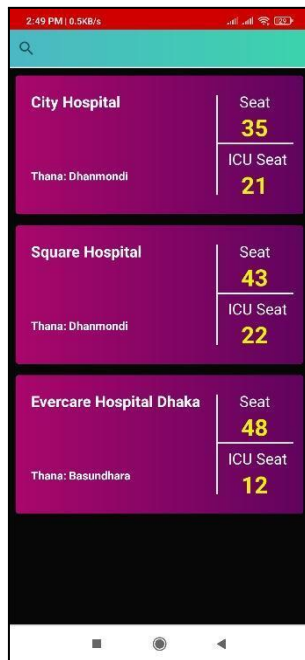 2:49 PM | 0.5KB/s
29
City Hospital
Seat
35
ICU Seat
Thana: Dhanmondi
21
Square Hospital
Seat
43
ICU Seat
Thana: Dhanmondi
22
Evercare Hospital Dhaka
Seat
48
ICU Seat
Thana: Basundhara
12